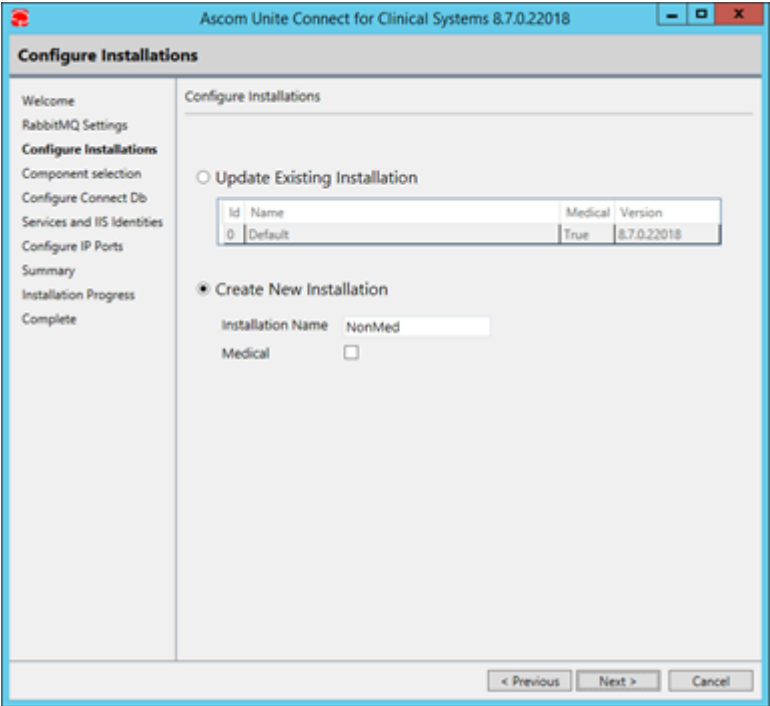 Ascom Unite Connect for Clinical Systems 8.7.0.22018
Configure Installations
Welcome
RabbitMQ Settings
Configure Installations
Component selection
Configure Connect Db
Services and IIS Identities
Configure IP Ports
Summary
Installation Progress
Complete
Configure Installations
Update Existing Installation
Id Name Medical Version
0 Default True 8.7.0.22018
Create New Installation
Installation Name NonMed
Medical
< Previous Next > Cancel